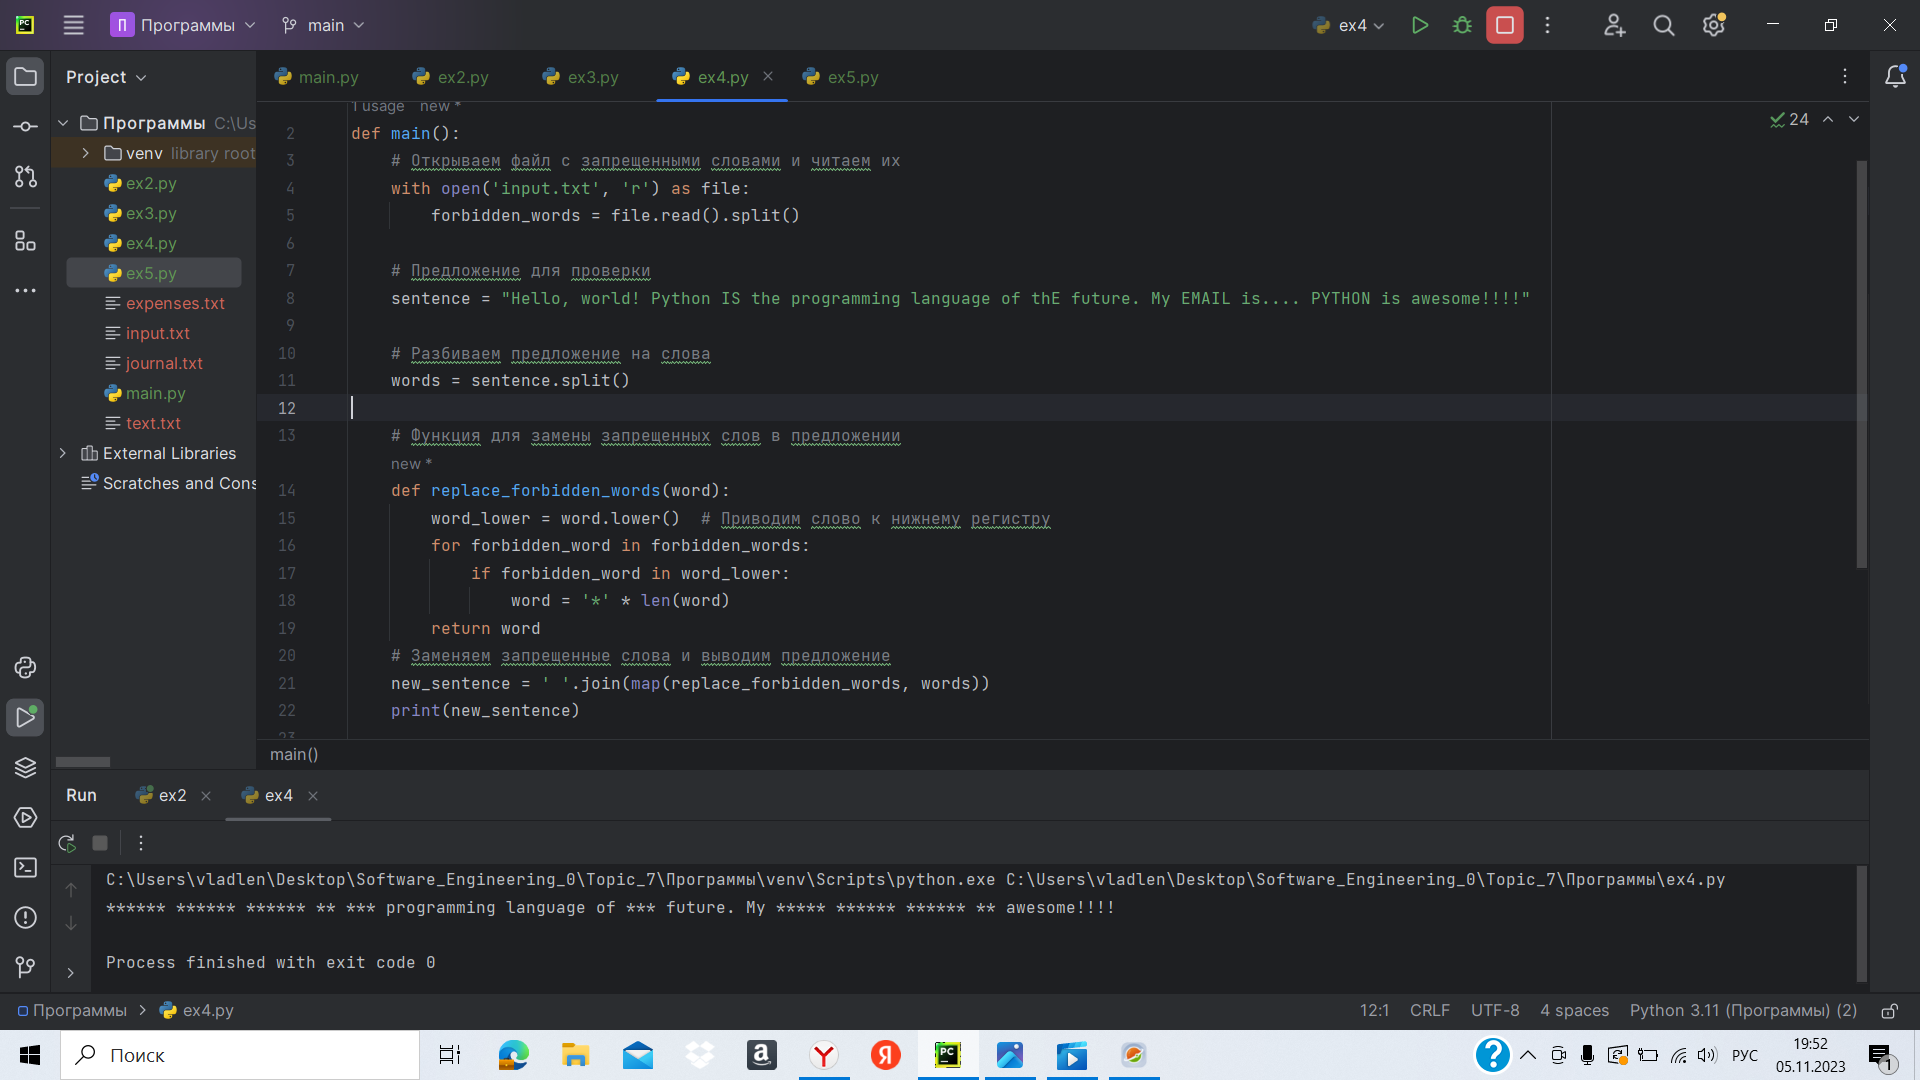 PC П Программы main ex4
Project main.py ex2.py ex3.py ex4.py ex5.py
1 usage new *
Программы C:\Us
venv library root
ex2.py
ex3.py
ex4.py
ex5.py
expenses.txt
input.txt
journal.txt
main.py
text.txt
External Libraries
Scratches and Cons
24
2 def main():
3 # Открываем файл с запрещенными словами и читаем их
4 with open('input.txt', 'r') as file:
5 forbidden_words = file.read().split()
6
7 # Предложение для проверки
8 sentence = "Hello, world! Python IS the programming language of thE future. My EMAIL is.... PYTHON is awesome!!!!"
9
10 # Разбиваем предложение на слова
11 words = sentence.split()
12
13 # Функция для замены запрещенных слов в предложении
new *
14 def replace_forbidden_words(word):
15 word_lower = word.lower() # Приводим слово к нижнему регистру
16 for forbidden_word in forbidden_words:
17 if forbidden_word in word_lower:
18 word = '*' * len(word)
19 return word
20 # Заменяем запрещенные слова и выводим предложение
21 new_sentence = ' '.join(map(replace_forbidden_words, words))
22 print(new_sentence)
23
main()
Run ex2 ex4
C:\Users\vladlen\Desktop\Software_Engineering_0\Topic_7\Программы\venv\Scripts\python.exe C:\Users\vladlen\Desktop\Software_Engineering_0\Topic_7\Программы\ex4.py
****** ****** ****** ** *** programming language of *** future. My ***** ****** ****** ** awesome!!!!
Process finished with exit code 0
Программы > ex4.py 12:1 CRLF UTF-8 4 spaces Python 3.11 (Программы) (2)
Поиск a Y Я PC ? РУС 19:52
05.11.2023 1